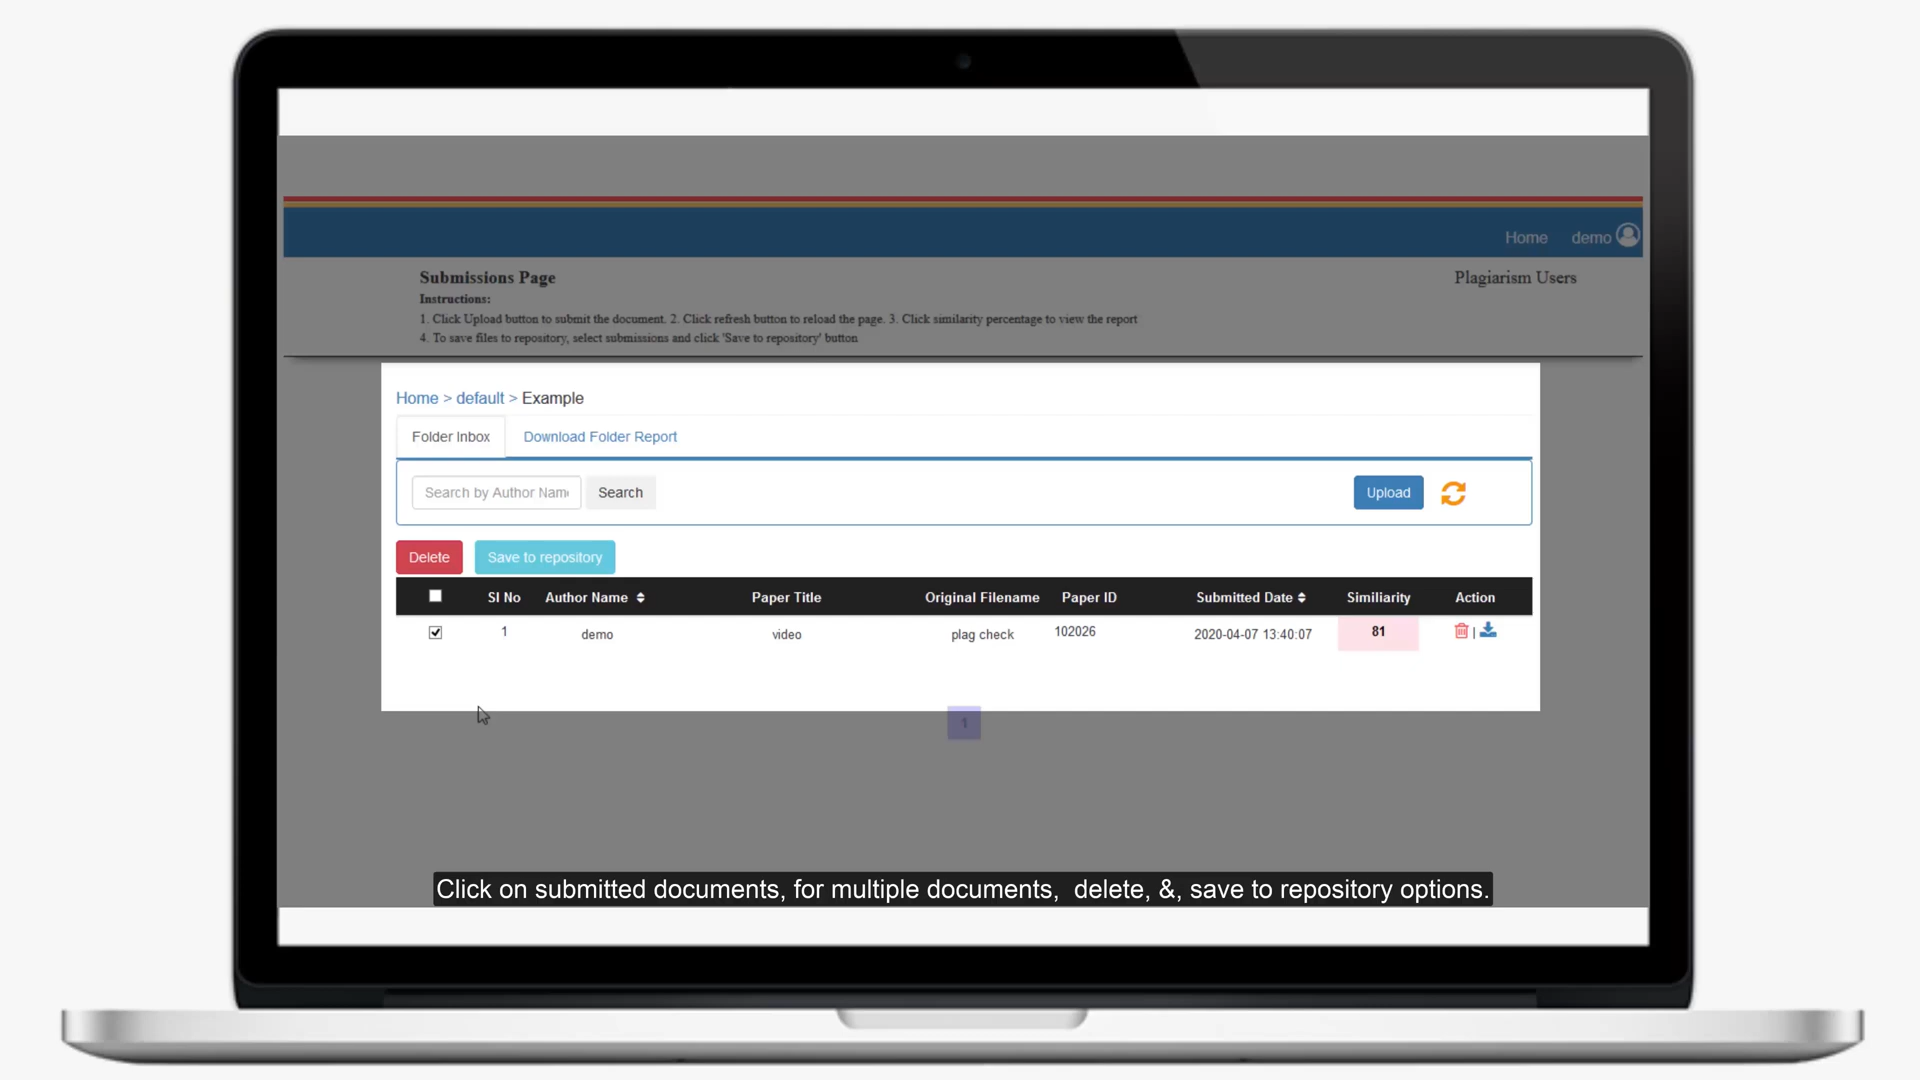 Home demo
Submissions Page
Plagiarism Users
Instructions:
1. Click Upload button to submit the document. 2. Click refresh button to reload the page. 3. Click similarity percentage to view the report
4. To save files to repository, select submissions and click 'Save to repository' button
Home > default > Example
Folder Inbox Download Folder Report
Search by Author Nam Search Upload
Delete Save to repository
Sl No Author Name Paper Title Original Filename Paper ID Submitted Date Similiarity Action
1 demo video plag check 102026 2020-04-07 13:40:07 81 |
1
Click on submitted documents, for multiple documents,  delete, &, save to repository options.